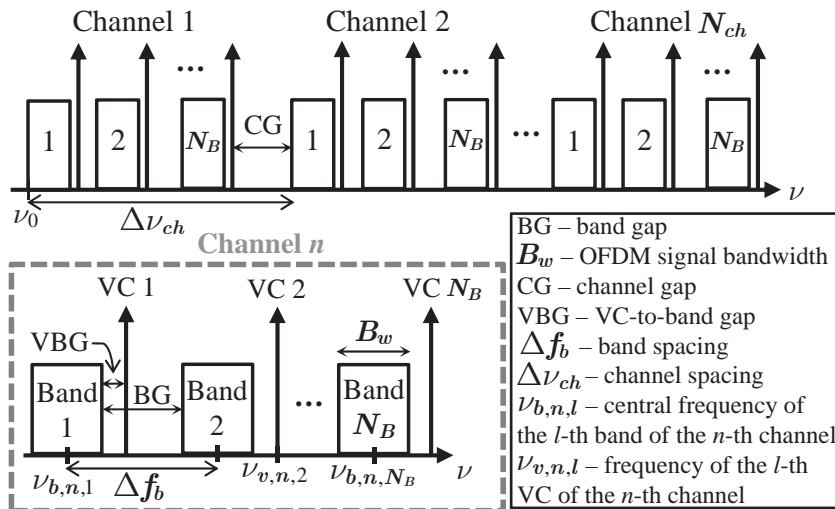 Channel 1 Channel 2 Channel N_ch
... ... ...
1 2 N_B CG 1 2 N_B ... 1 2 N_B
...
ν_0 Δν_ch ν
Channel n
VC 1 VC 2 VC N_B
VBG B_w
BG
Band 1 Band 2 ... Band N_B
ν_b,n,1 Δf_b ν_v,n,2 ν_b,n,N_B ν
BG – band gap
B_w – OFDM signal bandwidth
CG – channel gap
VBG – VC-to-band gap
Δf_b – band spacing
Δν_ch – channel spacing
ν_b,n,l – central frequency of
the l-th band of the n-th channel
ν_v,n,l – frequency of the l-th
VC of the n-th channel